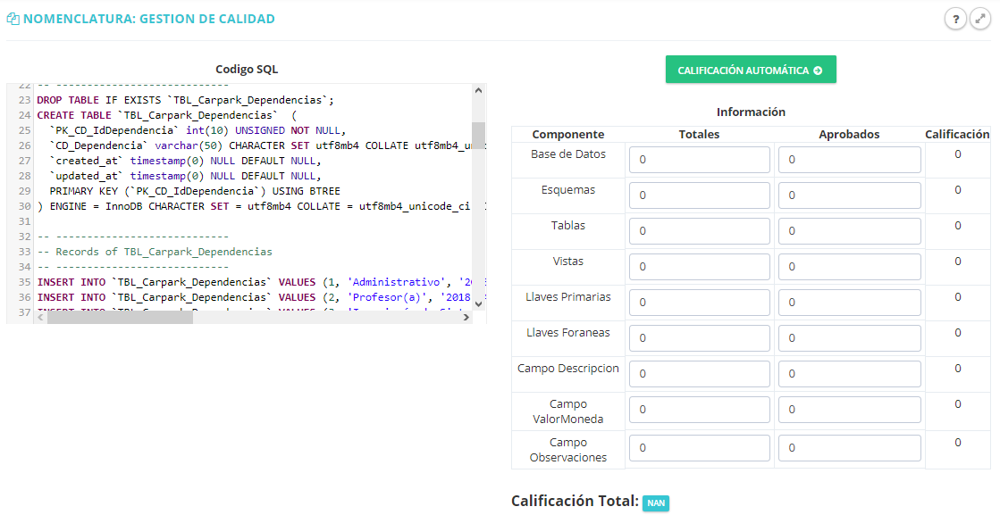 NOMENCLATURA: GESTION DE CALIDAD
?
Codigo SQL
22 -- ----------------------------
23 DROP TABLE IF EXISTS `TBL_Carpark_Dependencias`;
24 CREATE TABLE `TBL_Carpark_Dependencias`  (
25   `PK_CD_IdDependencia` int(10) UNSIGNED NOT NULL,
26   `CD_Dependencia` varchar(50) CHARACTER SET utf8mb4 COLLATE
27   `created_at` timestamp(0) NULL DEFAULT NULL,
28   `updated_at` timestamp(0) NULL DEFAULT NULL,
29   PRIMARY KEY (`PK_CD_IdDependencia`) USING BTREE
30 ) ENGINE = InnoDB CHARACTER SET = utf8mb4 COLLATE = utf8mb4_unicode_ci
31
32 -- ----------------------------
33 -- Records of TBL_Carpark_Dependencias
34 -- ----------------------------
35 INSERT INTO `TBL_Carpark_Dependencias` VALUES (1, 'Administrativo',
36 INSERT INTO `TBL_Carpark_Dependencias` VALUES (2, 'Profesor(a)', '2018
37
CALIFICACIÓN AUTOMÁTICA
Información
Componente Totales Aprobados Calificación
Base de Datos 0 0 0
Esquemas 0 0 0
Tablas 0 0 0
Vistas 0 0 0
Llaves Primarias 0 0 0
Llaves Foraneas 0 0 0
Campo Descripcion 0 0 0
Campo
ValorMoneda 0 0 0
Campo
Observaciones 0 0 0
Calificación Total: NAN